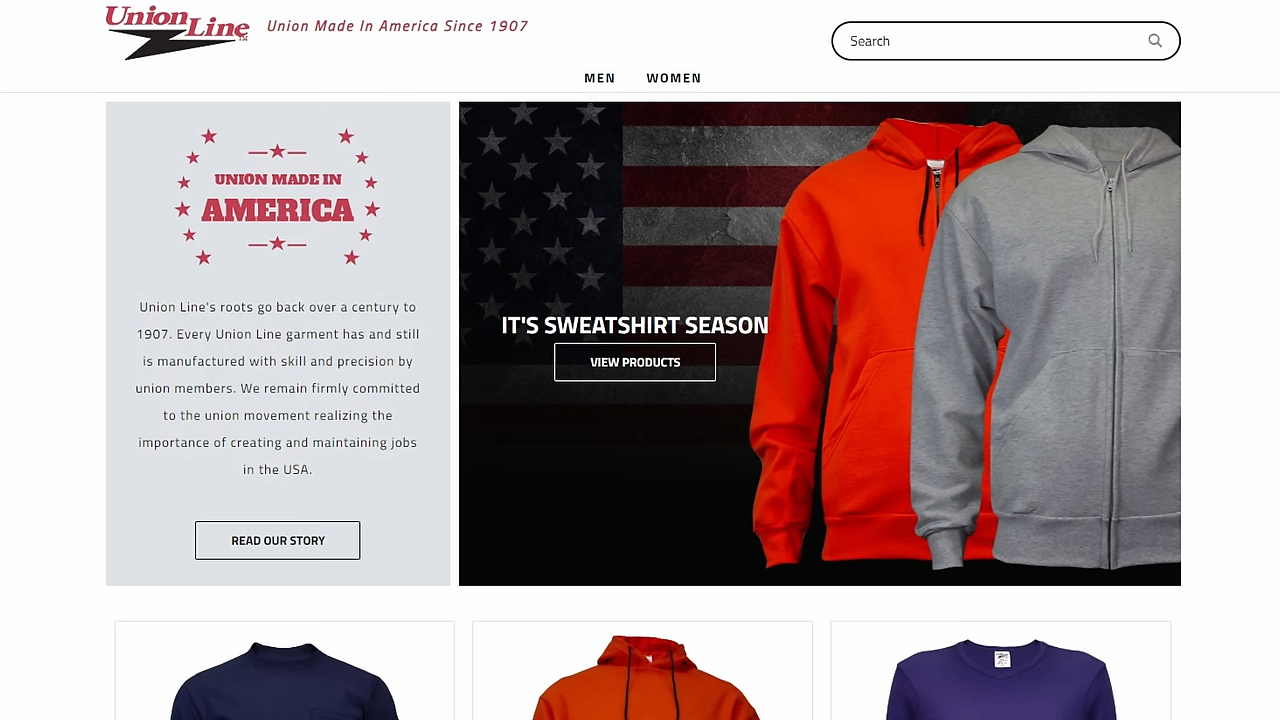 Union Line TM
Union Made In America Since 1907
Search
MEN WOMEN
UNION MADE IN
AMERICA
Union Line's roots go back over a century to
1907. Every Union Line garment has and still
is manufactured with skill and precision by
union members. We remain firmly committed
to the union movement realizing the
importance of creating and maintaining jobs
in the USA.
READ OUR STORY
IT'S SWEATSHIRT SEASON
VIEW PRODUCTS